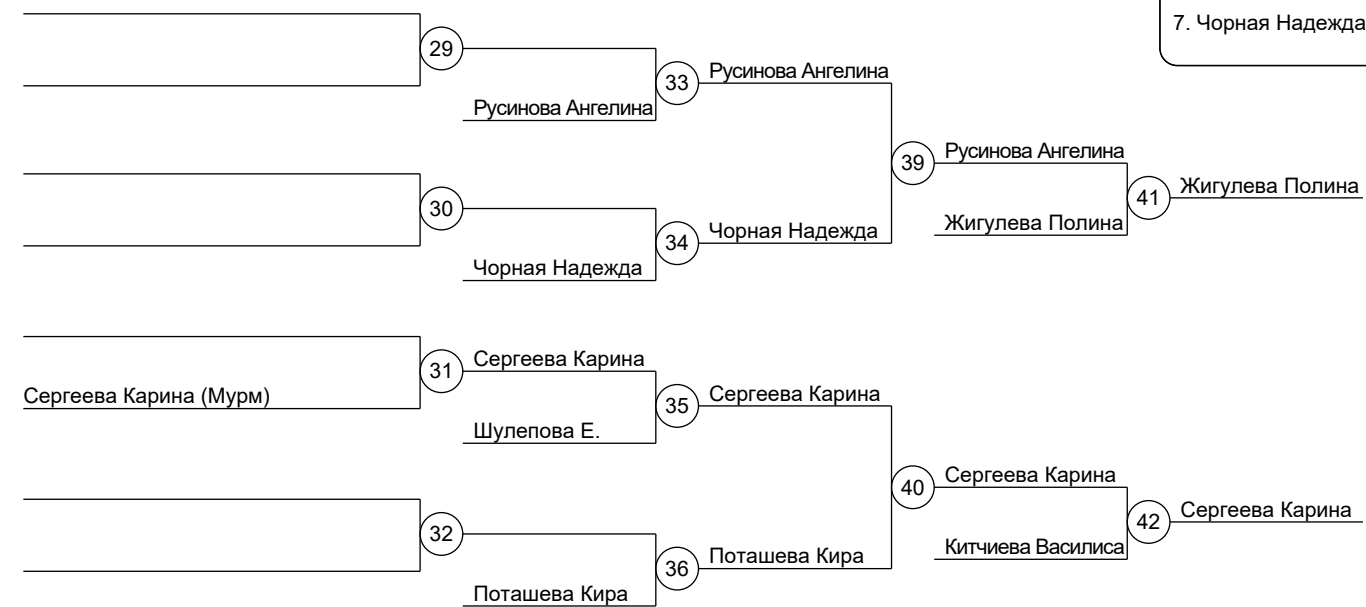 7. Чорная Надежда
29
Русинова Ангелина
33
Русинова Ангелина
39
Русинова Ангелина
41
Жигулева Полина
30
Чорная Надежда
34
Чорная Надежда
Жигулева Полина
Сергеева Карина (Мурм)
31
Сергеева Карина
Шулепова Е.
35
Сергеева Карина
40
Сергеева Карина
42
Сергеева Карина
32
Поташева Кира
36
Поташева Кира
Китчиева Василиса